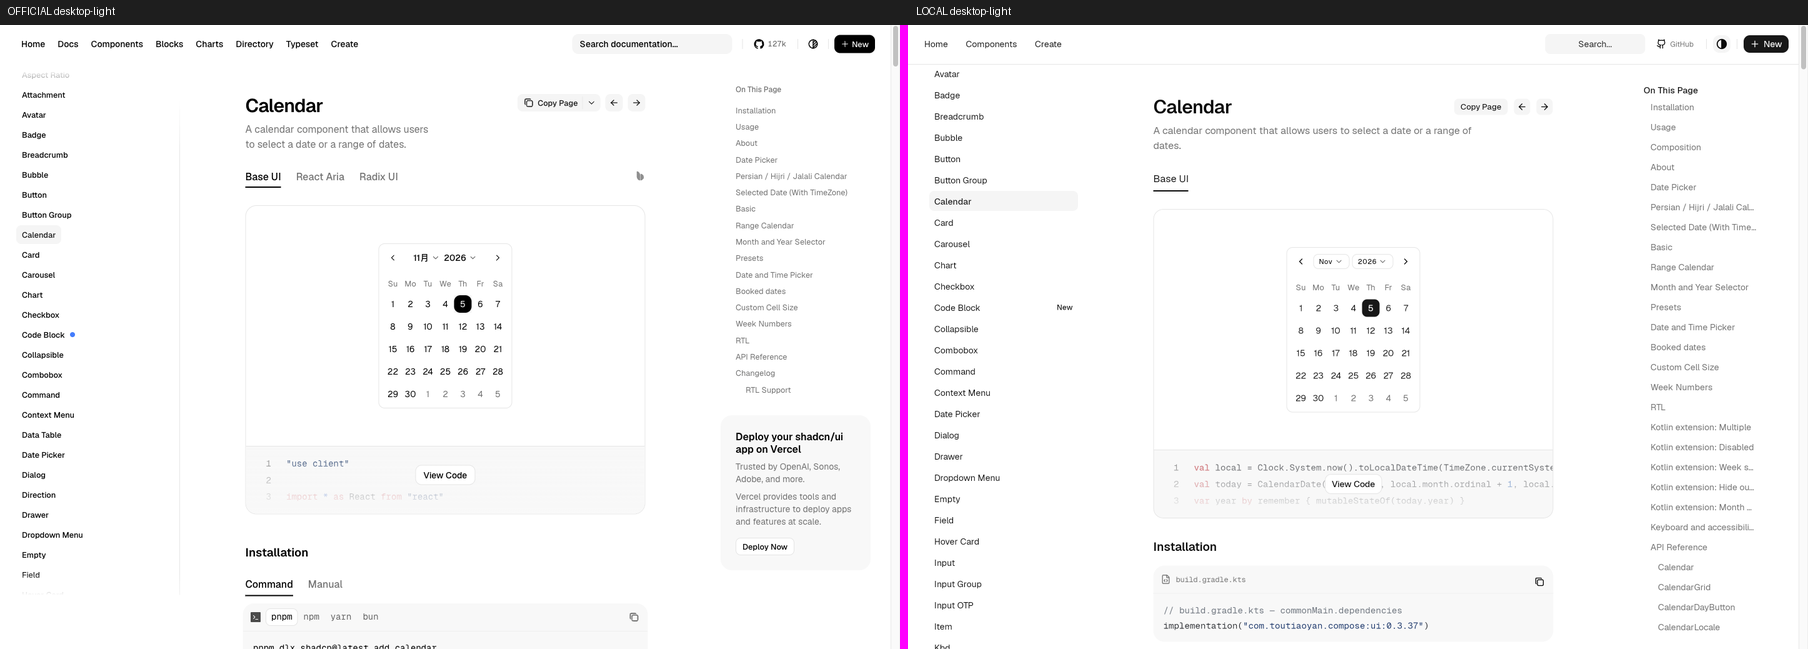 OFFICIAL desktop-light
Home Docs Components Blocks Charts Directory Typeset Create
Search documentation...
127k
+ New
Aspect Ratio
Attachment
Avatar
Badge
Breadcrumb
Bubble
Button
Button Group
Calendar
Card
Carousel
Chart
Checkbox
Code Block
Collapsible
Combobox
Command
Context Menu
Data Table
Date Picker
Dialog
Direction
Drawer
Dropdown Menu
Empty
Field
Calendar
Copy Page
A calendar component that allows users
to select a date or a range of dates.
Base UI React Aria Radix UI
11月 2026
Su Mo Tu We Th Fr Sa
1 2 3 4 5 6 7
8 9 10 11 12 13 14
15 16 17 18 19 20 21
22 23 24 25 26 27 28
29 30 1 2 3 4 5
1 "use client"
2
View Code
3 import * as React from "react"
Installation
Command Manual
pnpm npm yarn bun
pnpm dlx shadcn@latest add calendar
On This Page
Installation
Usage
About
Date Picker
Persian / Hijri / Jalali Calendar
Selected Date (With TimeZone)
Basic
Range Calendar
Month and Year Selector
Presets
Date and Time Picker
Booked dates
Custom Cell Size
Week Numbers
RTL
API Reference
Changelog
RTL Support
Deploy your shadcn/ui
app on Vercel
Trusted by OpenAI, Sonos,
Adobe, and more.
Vercel provides tools and
infrastructure to deploy apps
and features at scale.
Deploy Now
LOCAL desktop-light
Home Components Create
Search...
GitHub
+ New
Avatar
Badge
Breadcrumb
Bubble
Button
Button Group
Calendar
Card
Carousel
Chart
Checkbox
Code Block New
Collapsible
Combobox
Command
Context Menu
Date Picker
Dialog
Drawer
Dropdown Menu
Empty
Field
Hover Card
Input
Input Group
Input OTP
Item
Kbd
Calendar
Copy Page
A calendar component that allows users to select a date or a range of
dates.
Base UI
Nov 2026
Su Mo Tu We Th Fr Sa
1 2 3 4 5 6 7
8 9 10 11 12 13 14
15 16 17 18 19 20 21
22 23 24 25 26 27 28
29 30 1 2 3 4 5
1 val local = Clock.System.now().toLocalDateTime(TimeZone.currentSyste
2 val today = CalendarDate( local.month.ordinal + 1, local.
View Code
3 var year by remember { mutableStateOf(today.year) }
Installation
build.gradle.kts
// build.gradle.kts — commonMain.dependencies
implementation("com.toutiaoyan.compose:ui:0.3.37")
On This Page
Installation
Usage
Composition
About
Date Picker
Persian / Hijri / Jalali Cal...
Selected Date (With Time...
Basic
Range Calendar
Month and Year Selector
Presets
Date and Time Picker
Booked dates
Custom Cell Size
Week Numbers
RTL
Kotlin extension: Multiple
Kotlin extension: Disabled
Kotlin extension: Week s...
Kotlin extension: Hide ou...
Kotlin extension: Month ...
Keyboard and accessibili...
API Reference
Calendar
CalendarGrid
CalendarDayButton
CalendarLocale